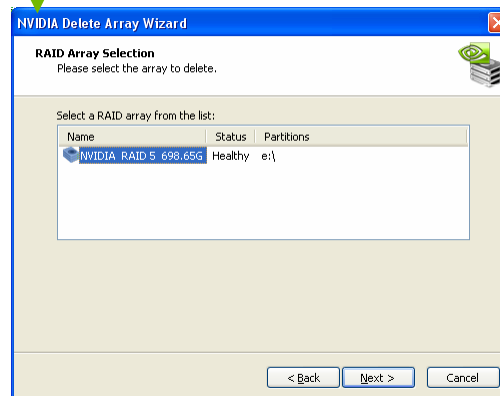 NVIDIA Delete Array Wizard
RAID Array Selection
Please select the array to delete.
Select a RAID array from the list:
Name Status Partitions
NVIDIA RAID 5 698.65G Healthy e:\
< Back Next > Cancel